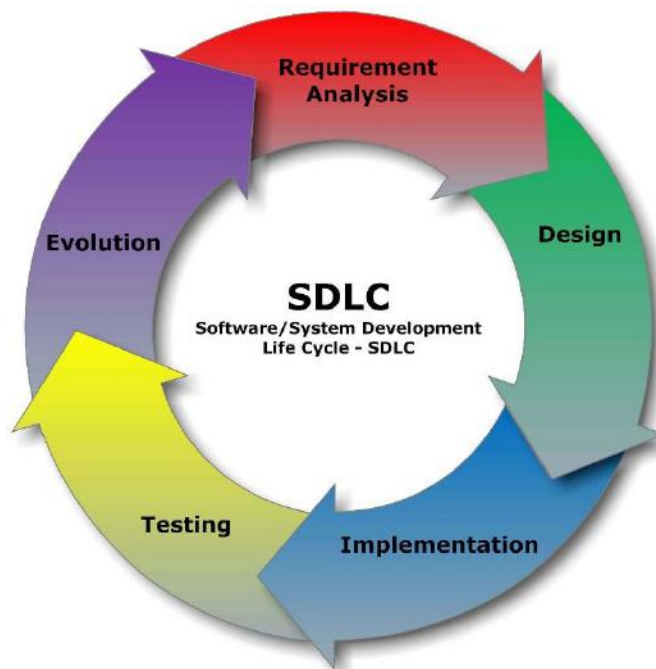 Requirement
Analysis
Design
Evolution
SDLC
Software/System Development
Life Cycle - SDLC
Testing
Implementation